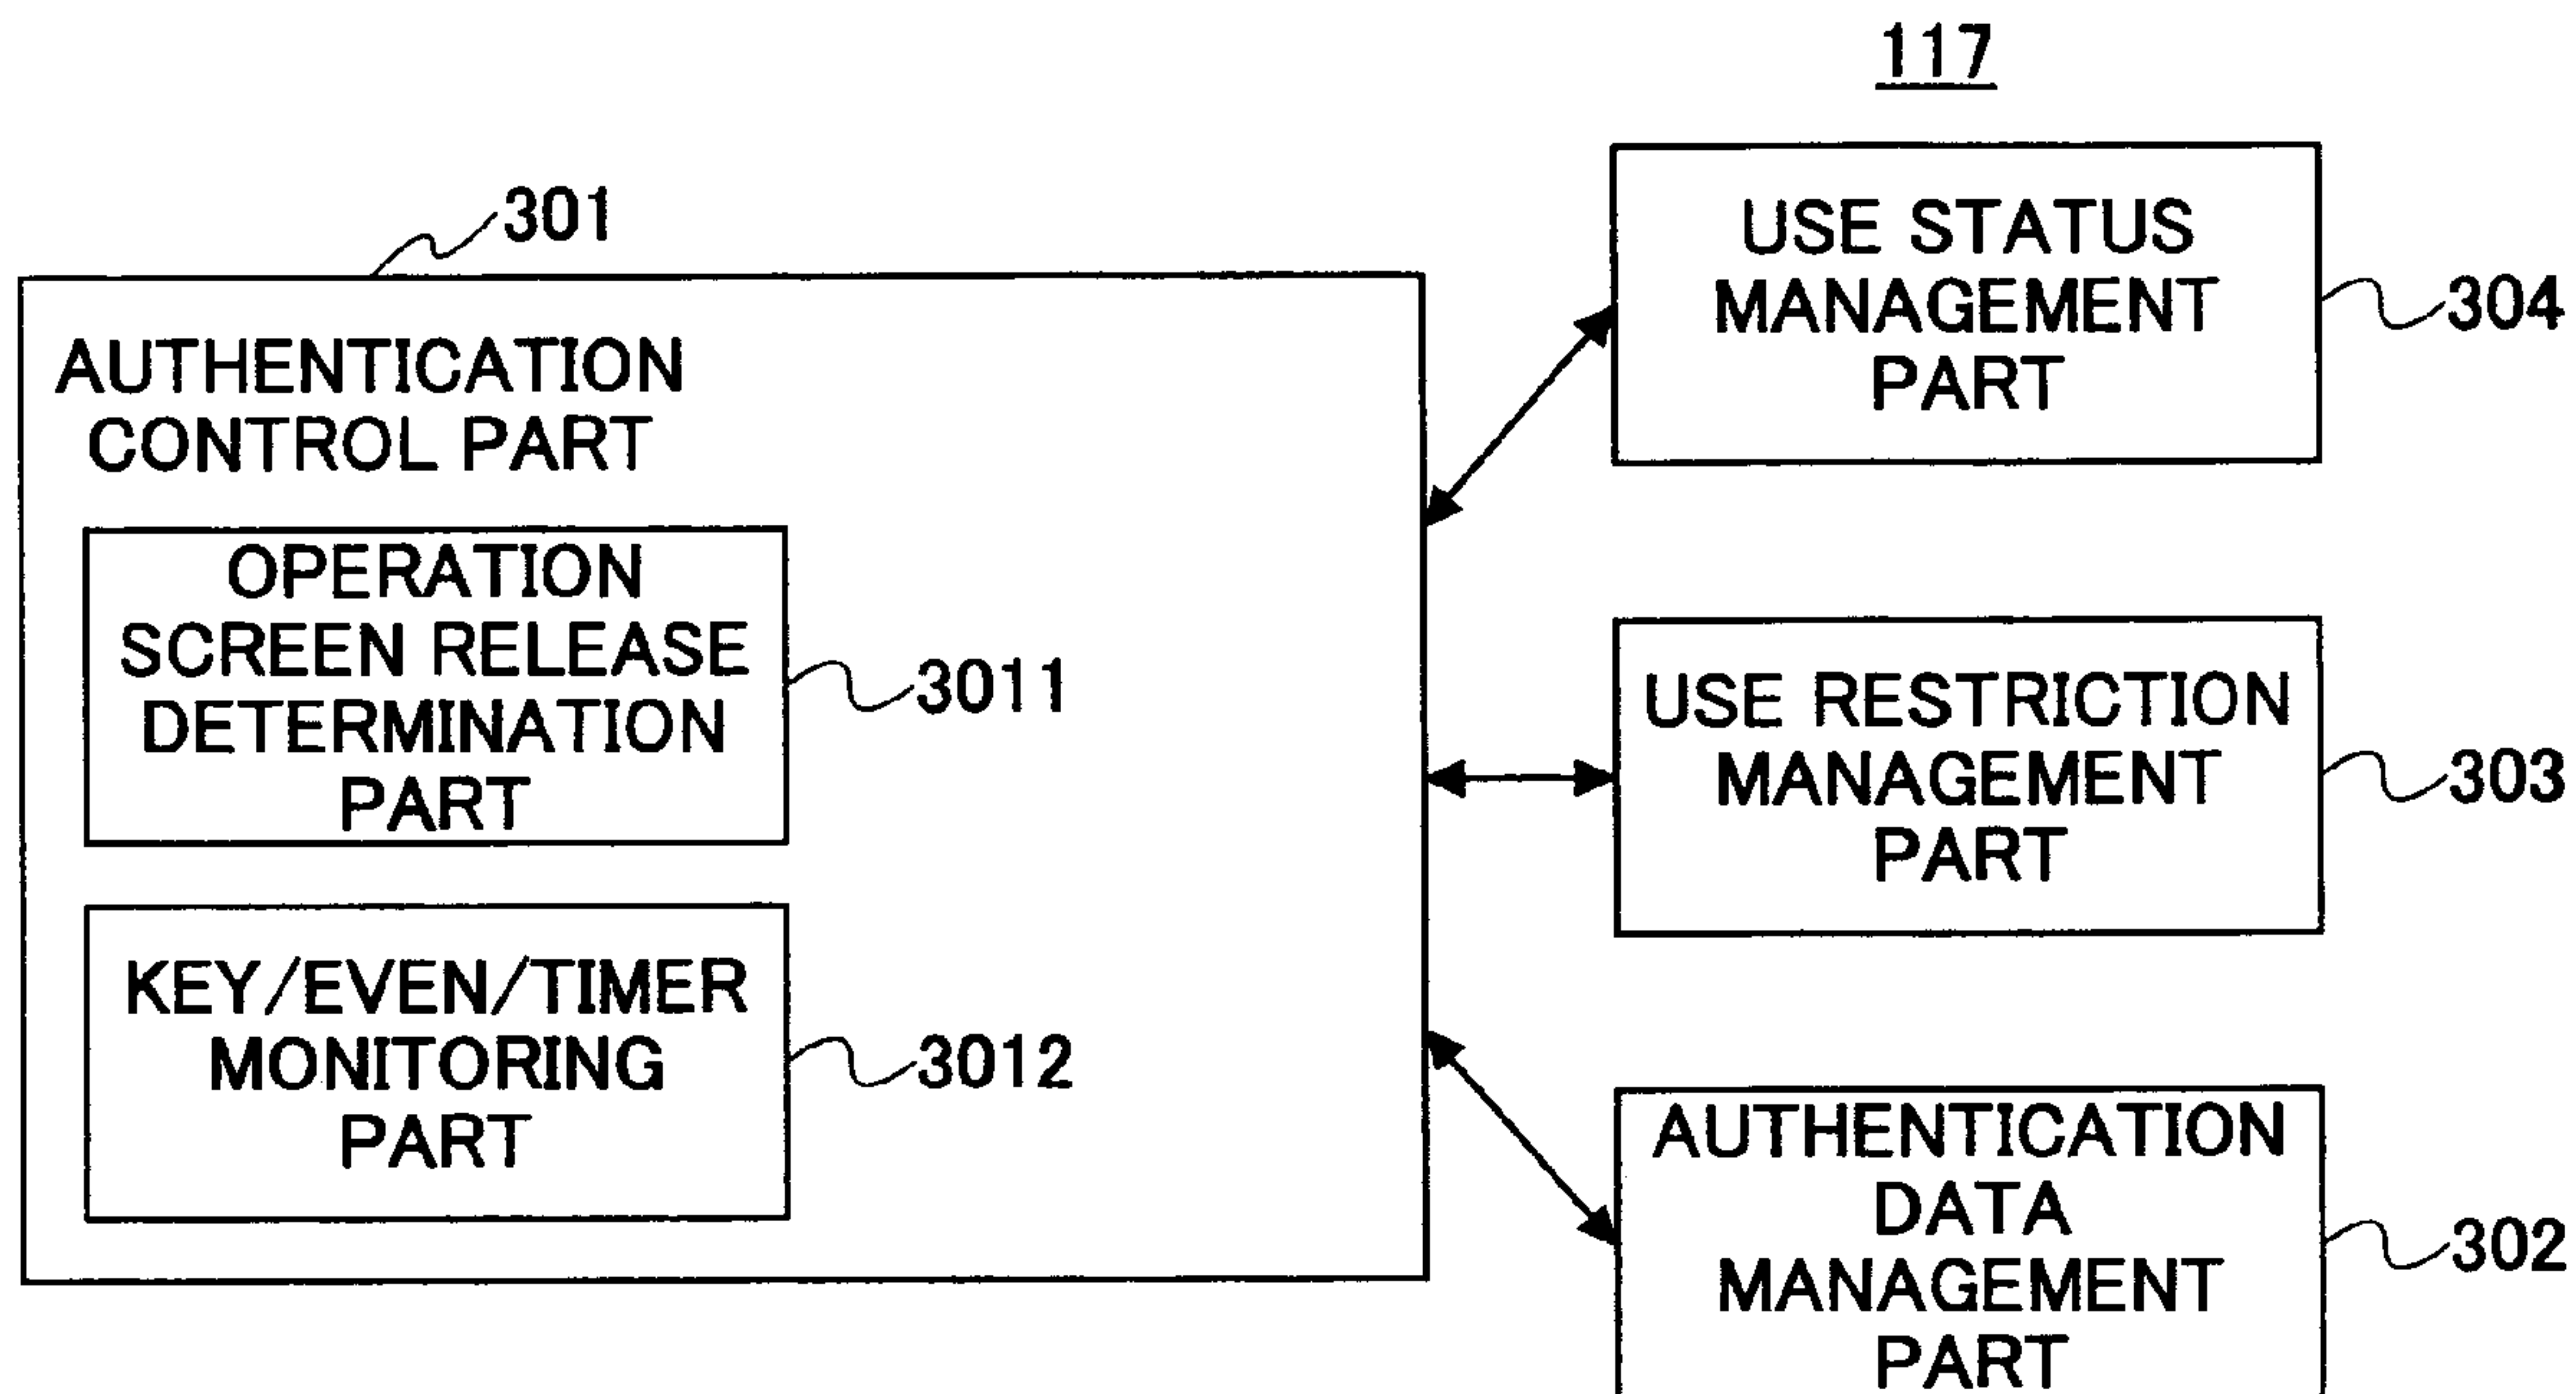 117
301
AUTHENTICATION
CONTROL PART
OPERATION
SCREEN RELEASE
DETERMINATION
PART
3011
KEY/EVEN/TIMER
MONITORING
PART
3012
USE STATUS
MANAGEMENT
PART
304
USE RESTRICTION
MANAGEMENT
PART
303
AUTHENTICATION
DATA
MANAGEMENT
PART
302